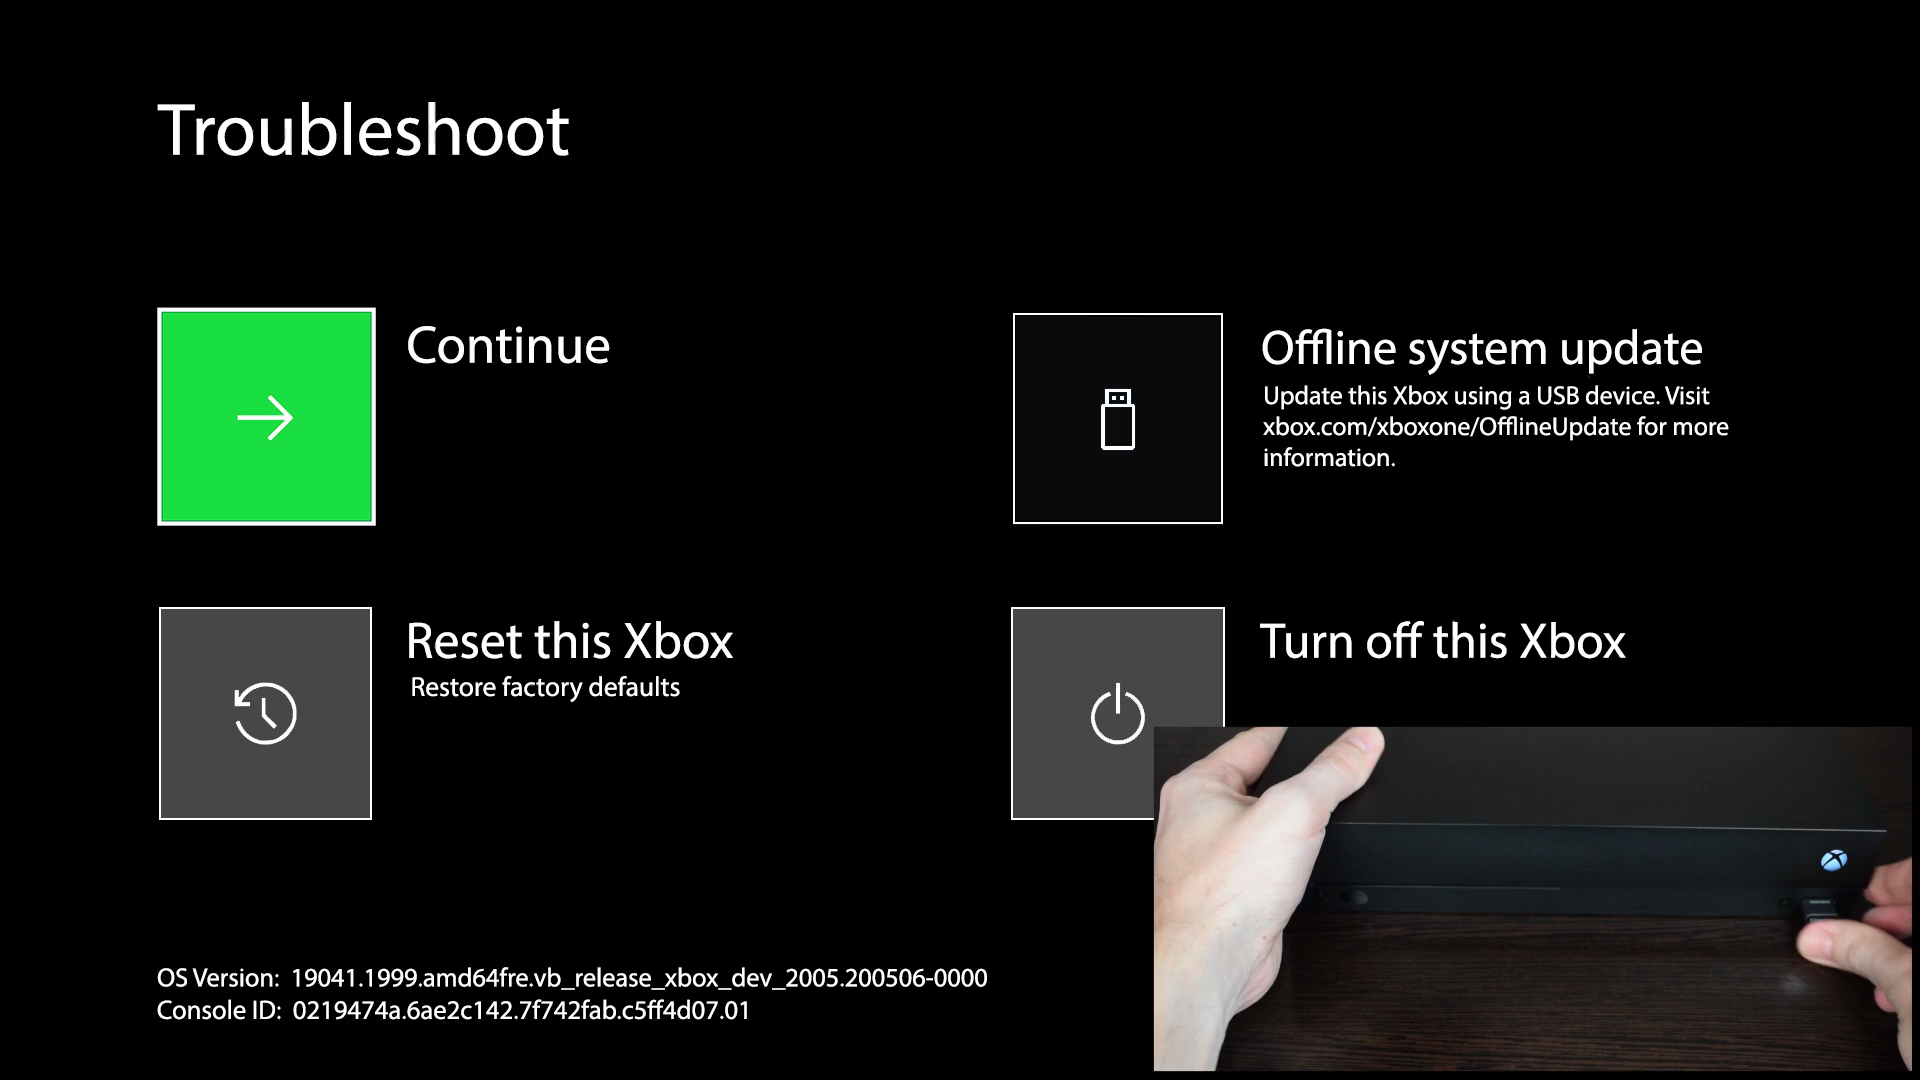 Troubleshoot
Continue
Offline system update
Update this Xbox using a USB device. Visit
xbox.com/xboxone/OfflineUpdate for more
information.
Reset this Xbox
Restore factory defaults
Turn off this Xbox
OS Version: 19041.1999.amd64fre.vb_release_xbox_dev_2005.200506-0000
Console ID: 0219474a.6ae2c142.7f742fab.c5ff4d07.01